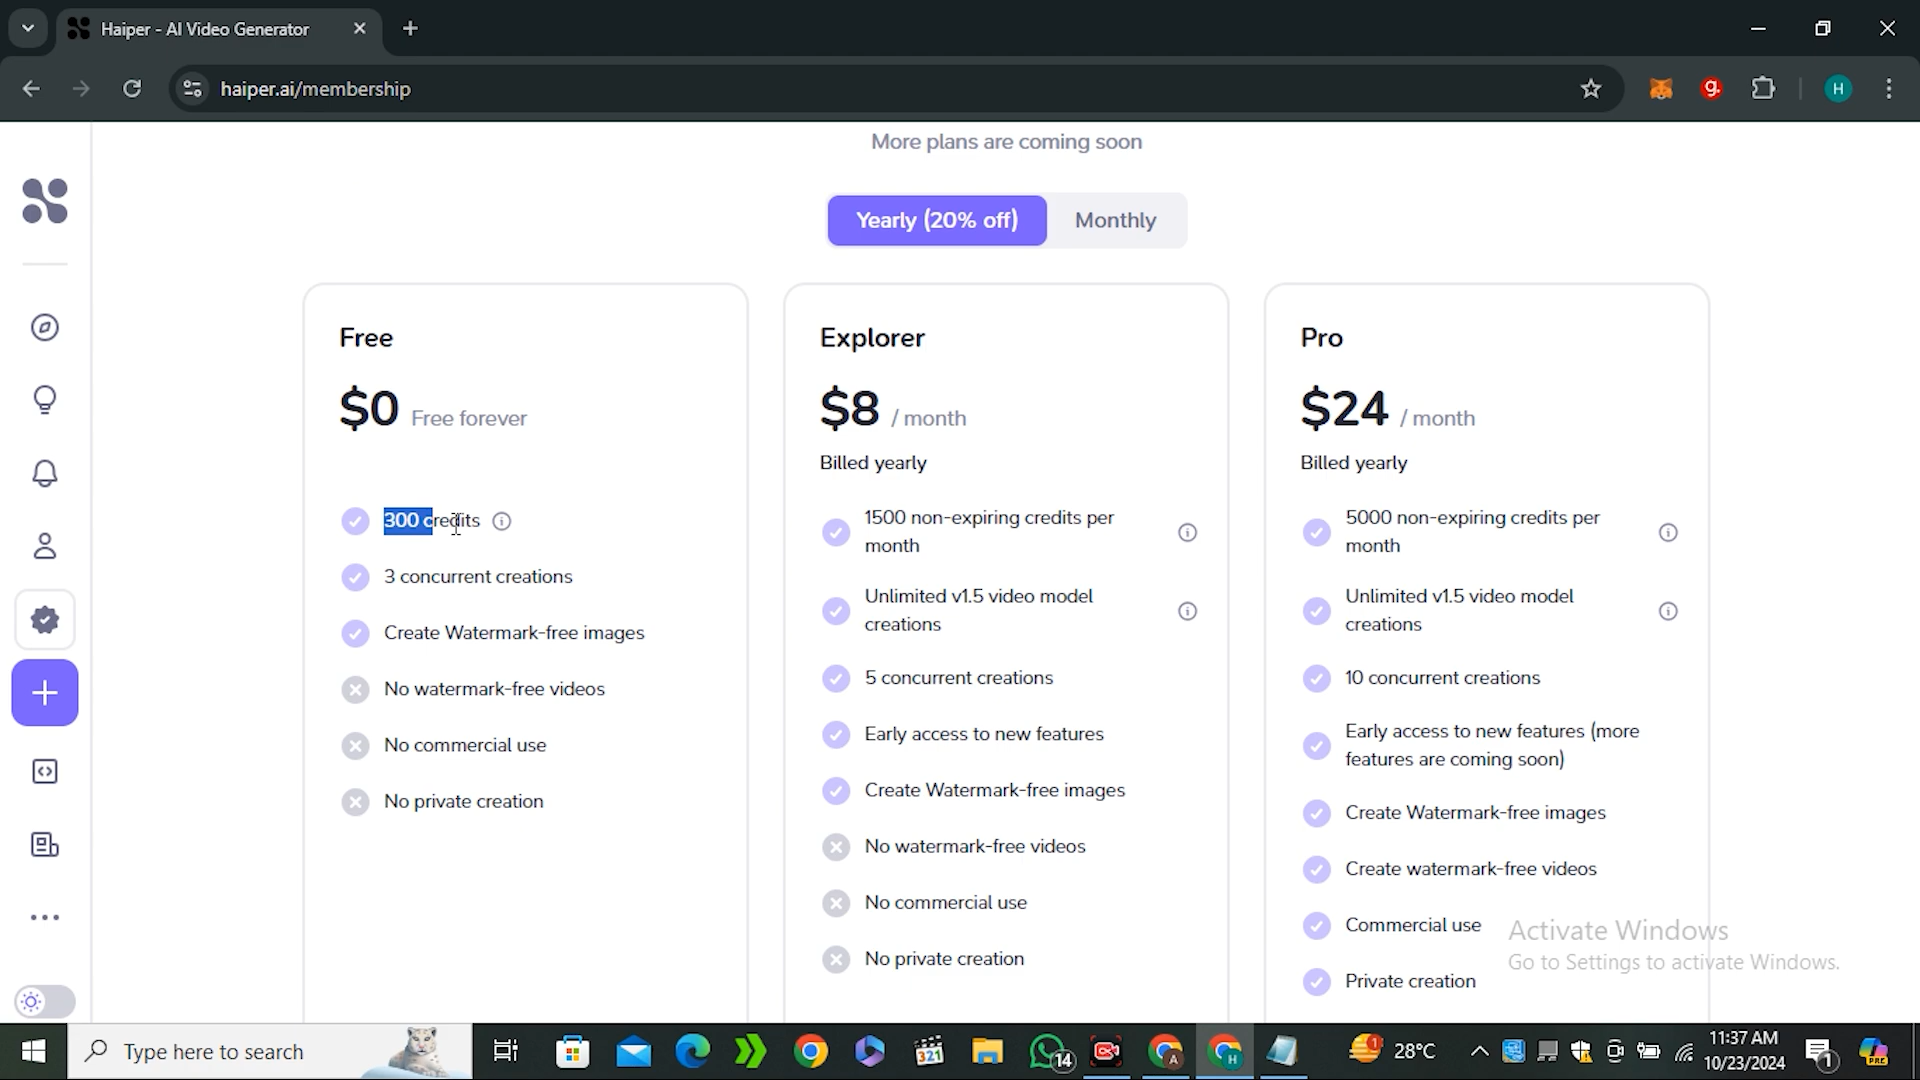 Haiper - AI Video Generator
haiper.ai/membership
g.
H
More plans are coming soon
Yearly (20% off)
Monthly
Free
$0 Free forever
300 credits
3 concurrent creations
Create Watermark-free images
No watermark-free videos
No commercial use
No private creation
Explorer
$8 / month
Billed yearly
1500 non-expiring credits per
month
Unlimited v1.5 video model
creations
5 concurrent creations
Early access to new features
Create Watermark-free images
No watermark-free videos
No commercial use
No private creation
Pro
$24 / month
Billed yearly
5000 non-expiring credits per
month
Unlimited v1.5 video model
creations
10 concurrent creations
Early access to new features (more
features are coming soon)
Create Watermark-free images
Create watermark-free videos
Commercial use
Private creation
Activate Windows
Go to Settings to activate Windows.
Type here to search
321
14
A
H
1
28°C
11:37 AM
10/23/2024
1
PRE